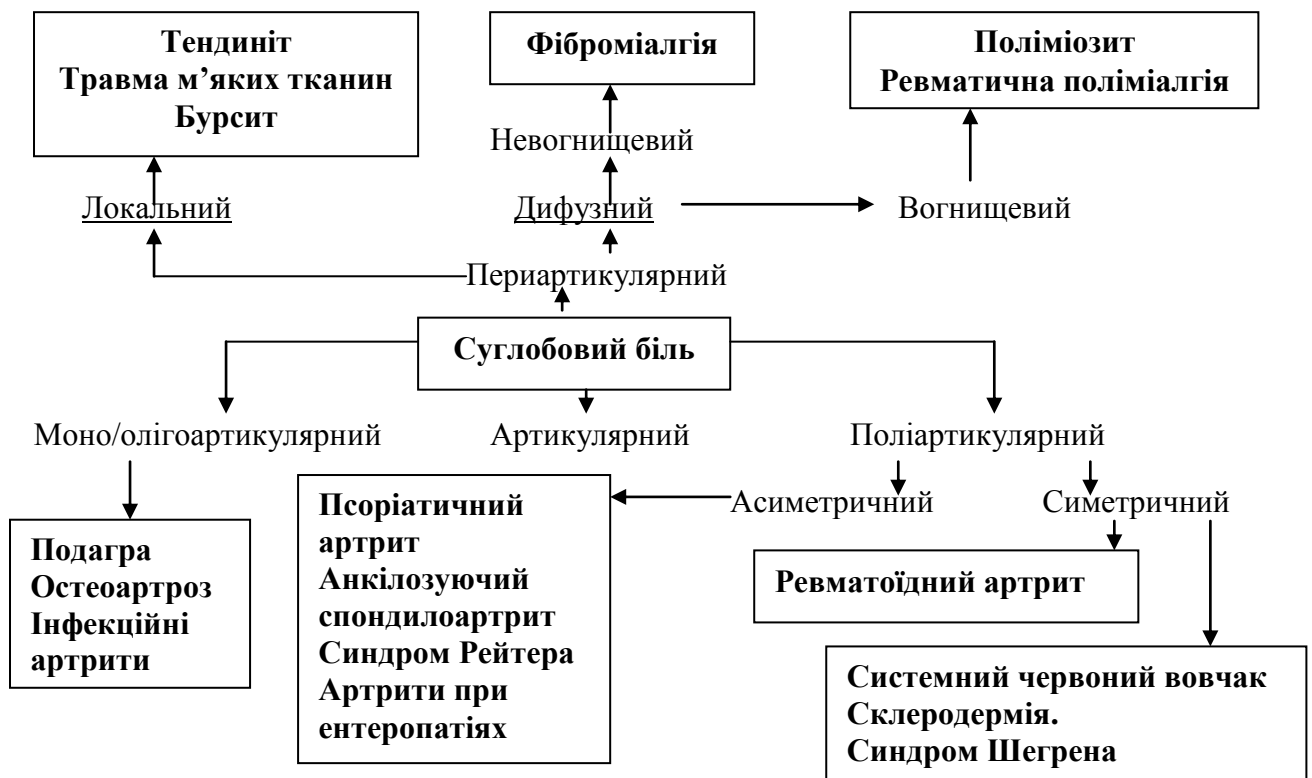 Тендиніт
Травма м’яких тканин
Бурсит
Фіброміалгія
Поліміозит
Ревматична поліміалгія
Невогнищевий
Локальний
Дифузний
Вогнищевий
Периартикулярний
Суглобовий біль
Моно/олігоартикулярний
Артикулярний
Поліартикулярний
Асиметричний
Симетричний
Подагра
Остеоартроз
Інфекційні
артрити
Псоріатичний
артрит
Анкілозуючий
спондилоартрит
Синдром Рейтера
Артрити при
ентеропатіях
Ревматоїдний артрит
Системний червоний вовчак
Склеродермія.
Синдром Шегрена